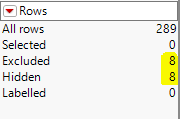 Rows
All rows 289
Selected 0
Excluded 8
Hidden 8
Labelled 0